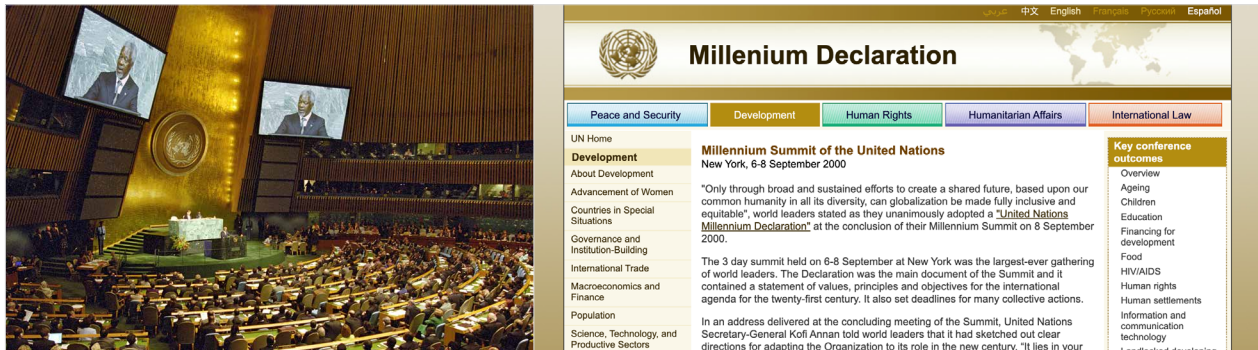 عربي 中文 English Français Русский Español
Millenium Declaration
Peace and Security
Development
Human Rights
Humanitarian Affairs
International Law
UN Home
Development
About Development
Advancement of Women
Countries in Special
Situations
Governance and
Institution-Building
International Trade
Macroeconomics and
Finance
Population
Science, Technology, and
Productive Sectors
Millennium Summit of the United Nations
New York, 6-8 September 2000
"Only through broad and sustained efforts to create a shared future, based upon our
common humanity in all its diversity, can globalization be made fully inclusive and
equitable", world leaders stated as they unanimously adopted a "United Nations
Millennium Declaration" at the conclusion of their Millennium Summit on 8 September
2000.
The 3 day summit held on 6-8 September at New York was the largest-ever gathering
of world leaders. The Declaration was the main document of the Summit and it
contained a statement of values, principles and objectives for the international
agenda for the twenty-first century. It also set deadlines for many collective actions.
In an address delivered at the concluding meeting of the Summit, United Nations
Secretary-General Kofi Annan told world leaders that it had sketched out clear
directions for adapting the Organization to its role in the new century. "It lies in your
Key conference
outcomes
Overview
Ageing
Children
Education
Financing for
development
Food
HIV/AIDS
Human rights
Human settlements
Information and
communication
technology
Landlocked developing